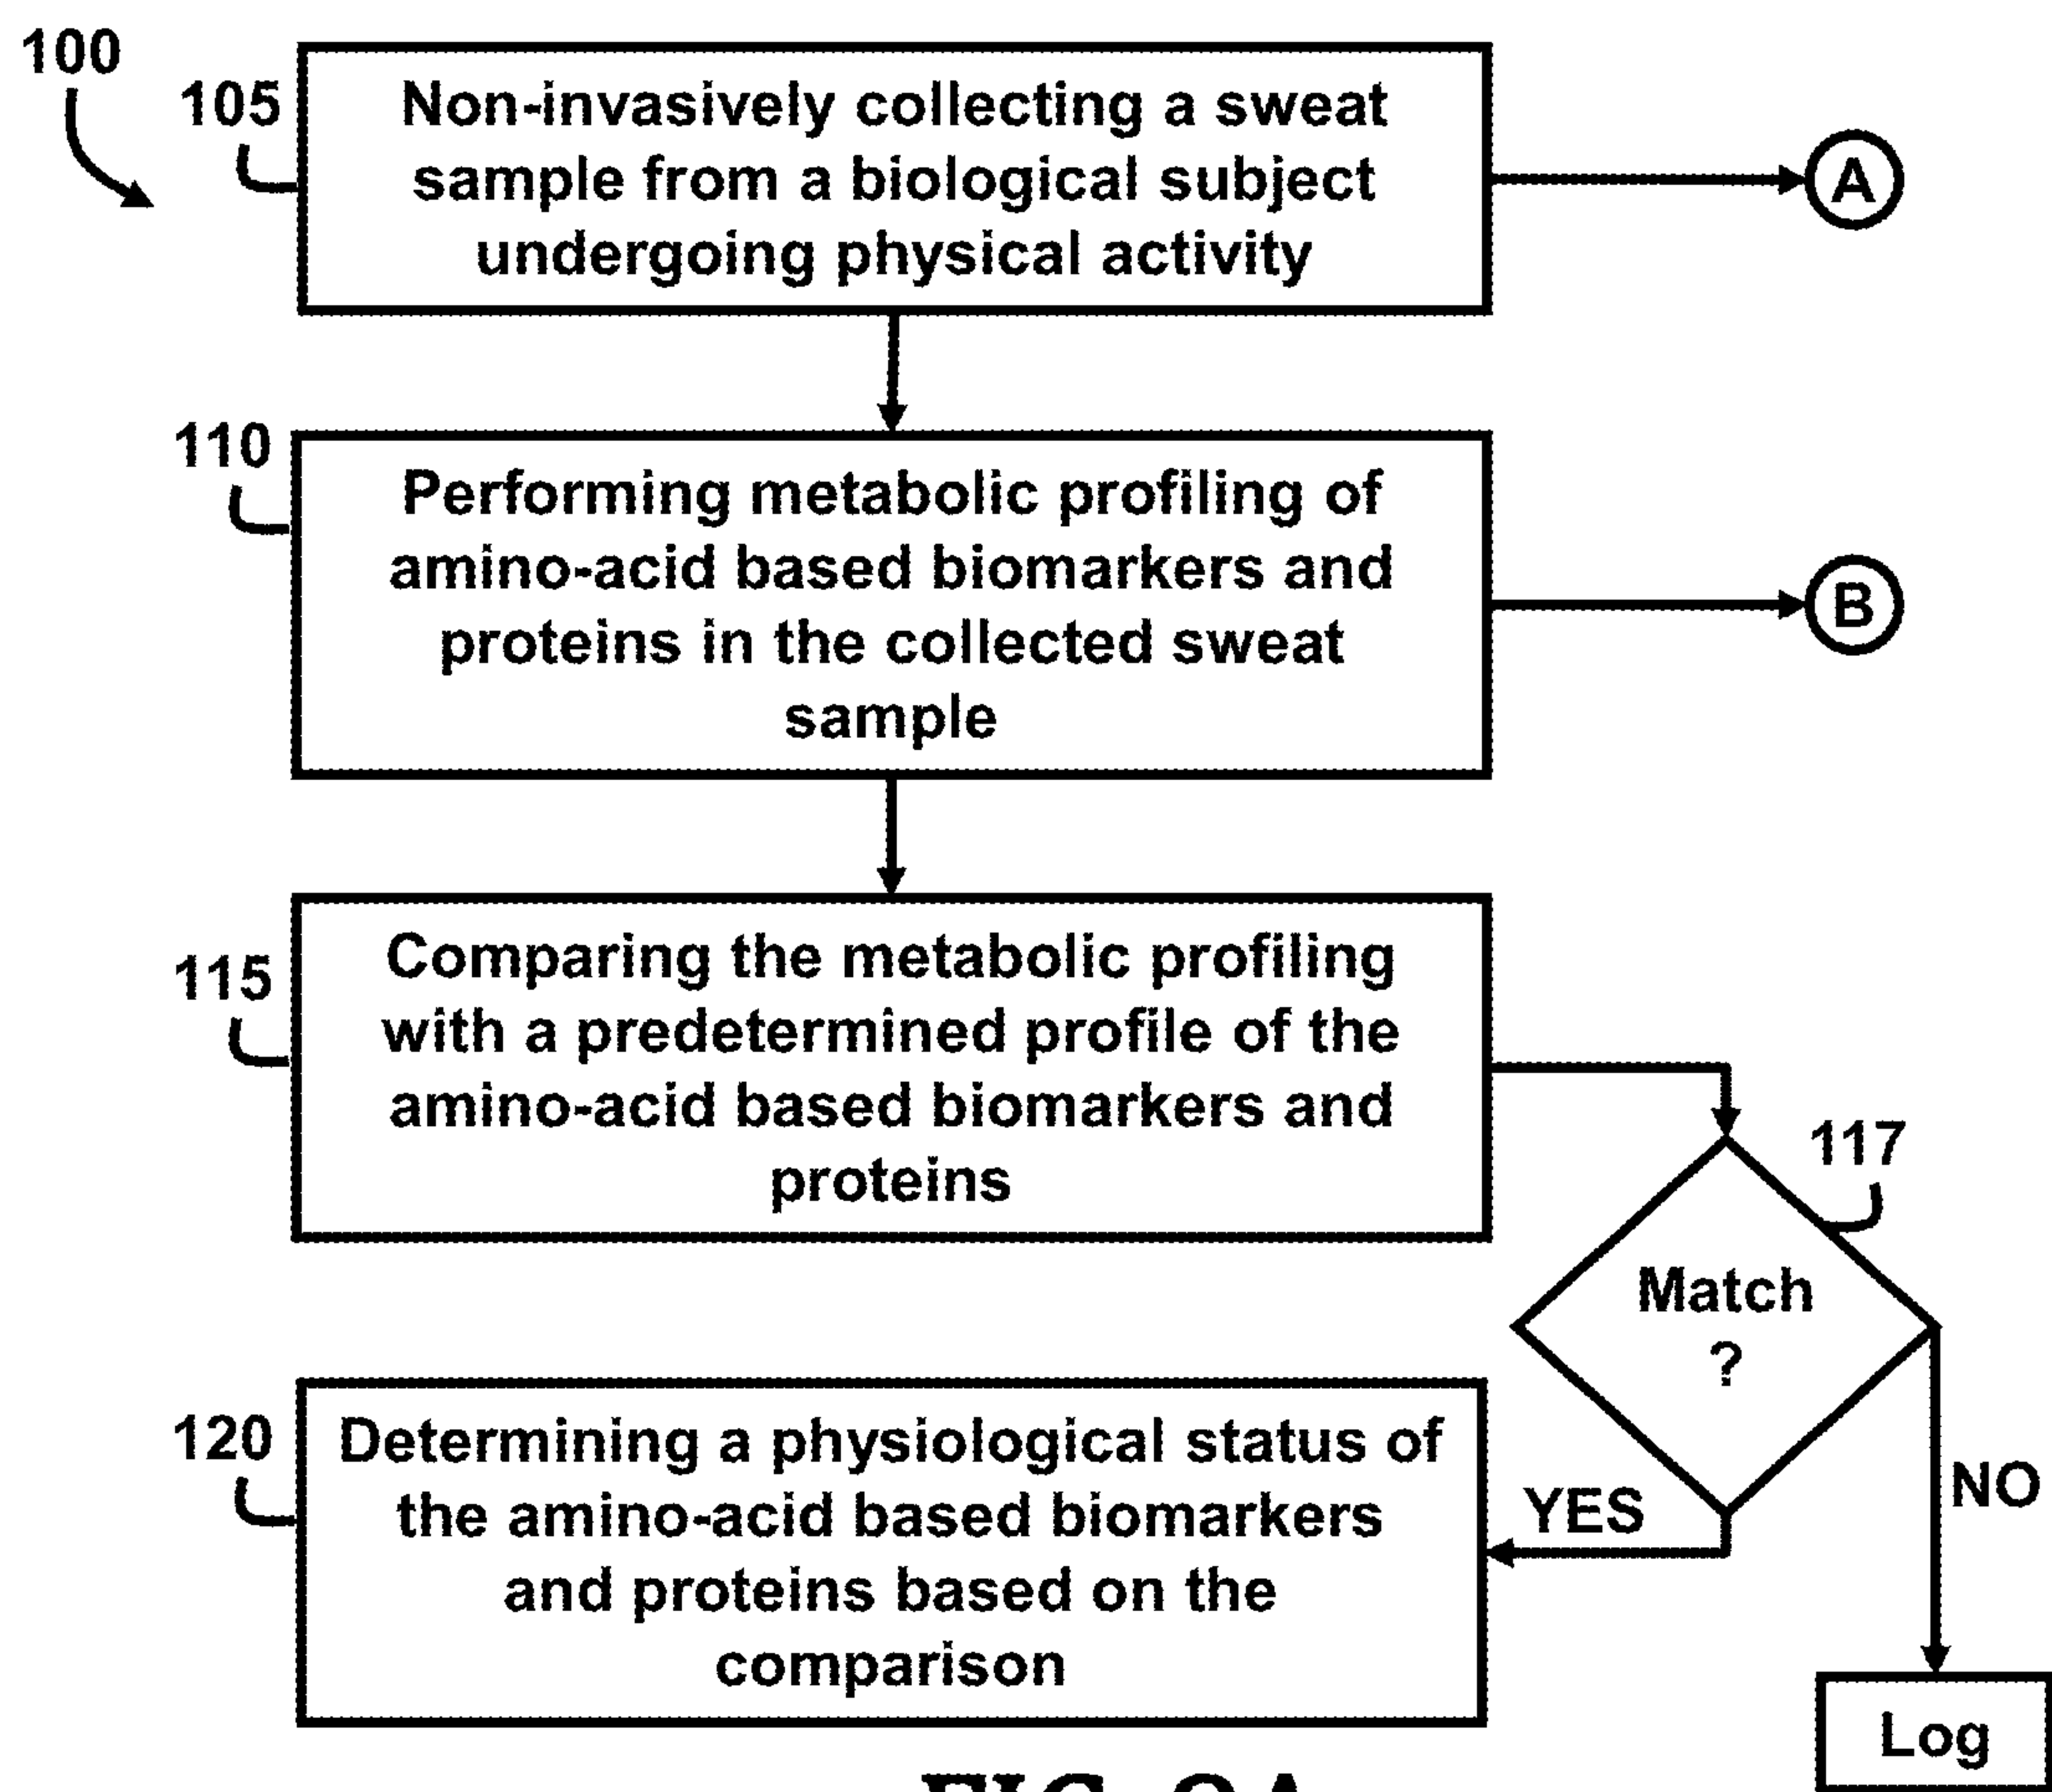 100
105
Non-invasively collecting a sweat
sample from a biological subject
undergoing physical activity
A
110
Performing metabolic profiling of
amino-acid based biomarkers and
proteins in the collected sweat
sample
B
115
Comparing the metabolic profiling
with a predetermined profile of the
amino-acid based biomarkers and
proteins
117
Match
?
120
Determining a physiological status of
the amino-acid based biomarkers
and proteins based on the
comparison
YES
NO
Log